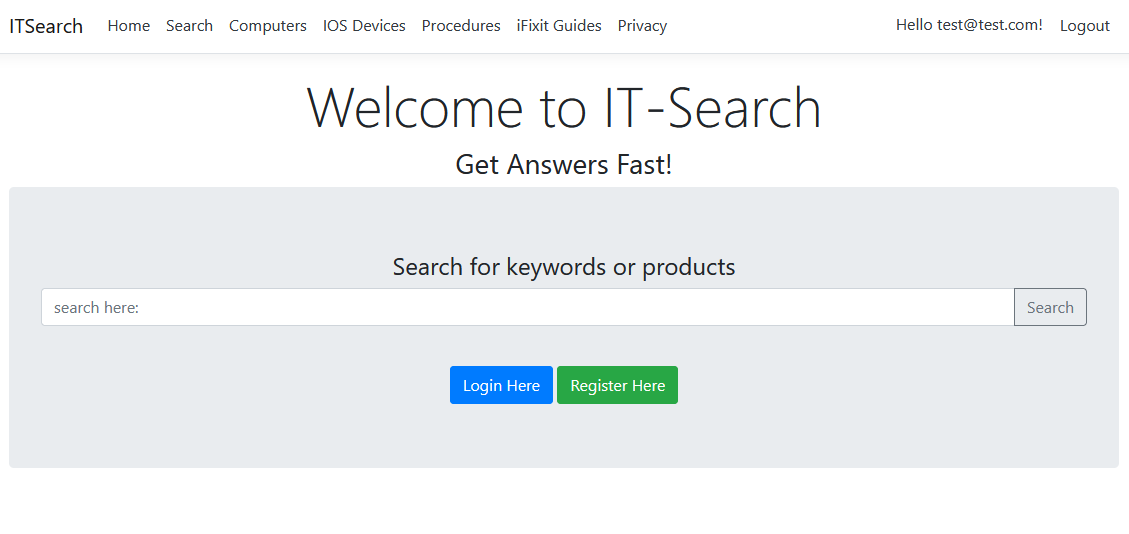 ITSearch Home Search Computers IOS Devices Procedures iFixit Guides Privacy Hello test@test.com! Logout
Welcome to IT-Search
Get Answers Fast!
Search for keywords or products
search here: Search
Login Here Register Here